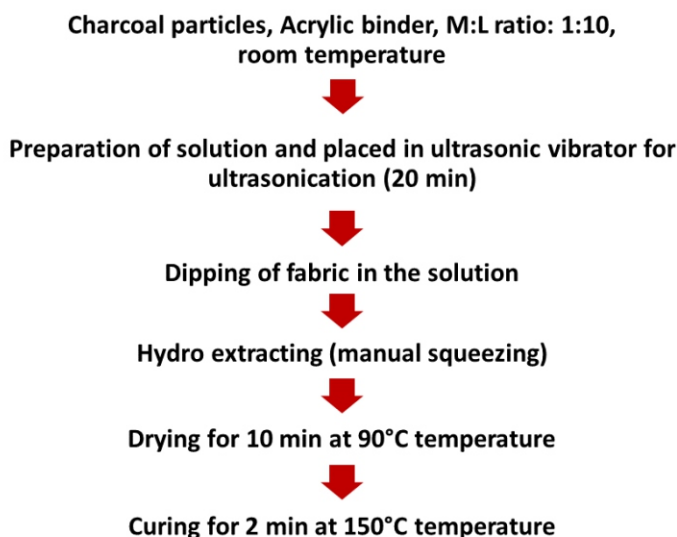 Charcoal particles, Acrylic binder, M:L ratio: 1:10,
room temperature
Preparation of solution and placed in ultrasonic vibrator for
ultrasonication (20 min)
Dipping of fabric in the solution
Hydro extracting (manual squeezing)
Drying for 10 min at 90°C temperature
Curing for 2 min at 150°C temperature